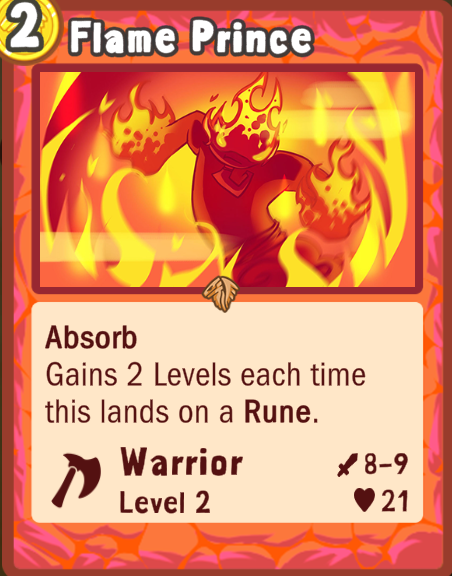 2 Flame Prince
Absorb
Gains 2 Levels each time
this lands on a Rune.
Warrior 8–9
Level 2 21